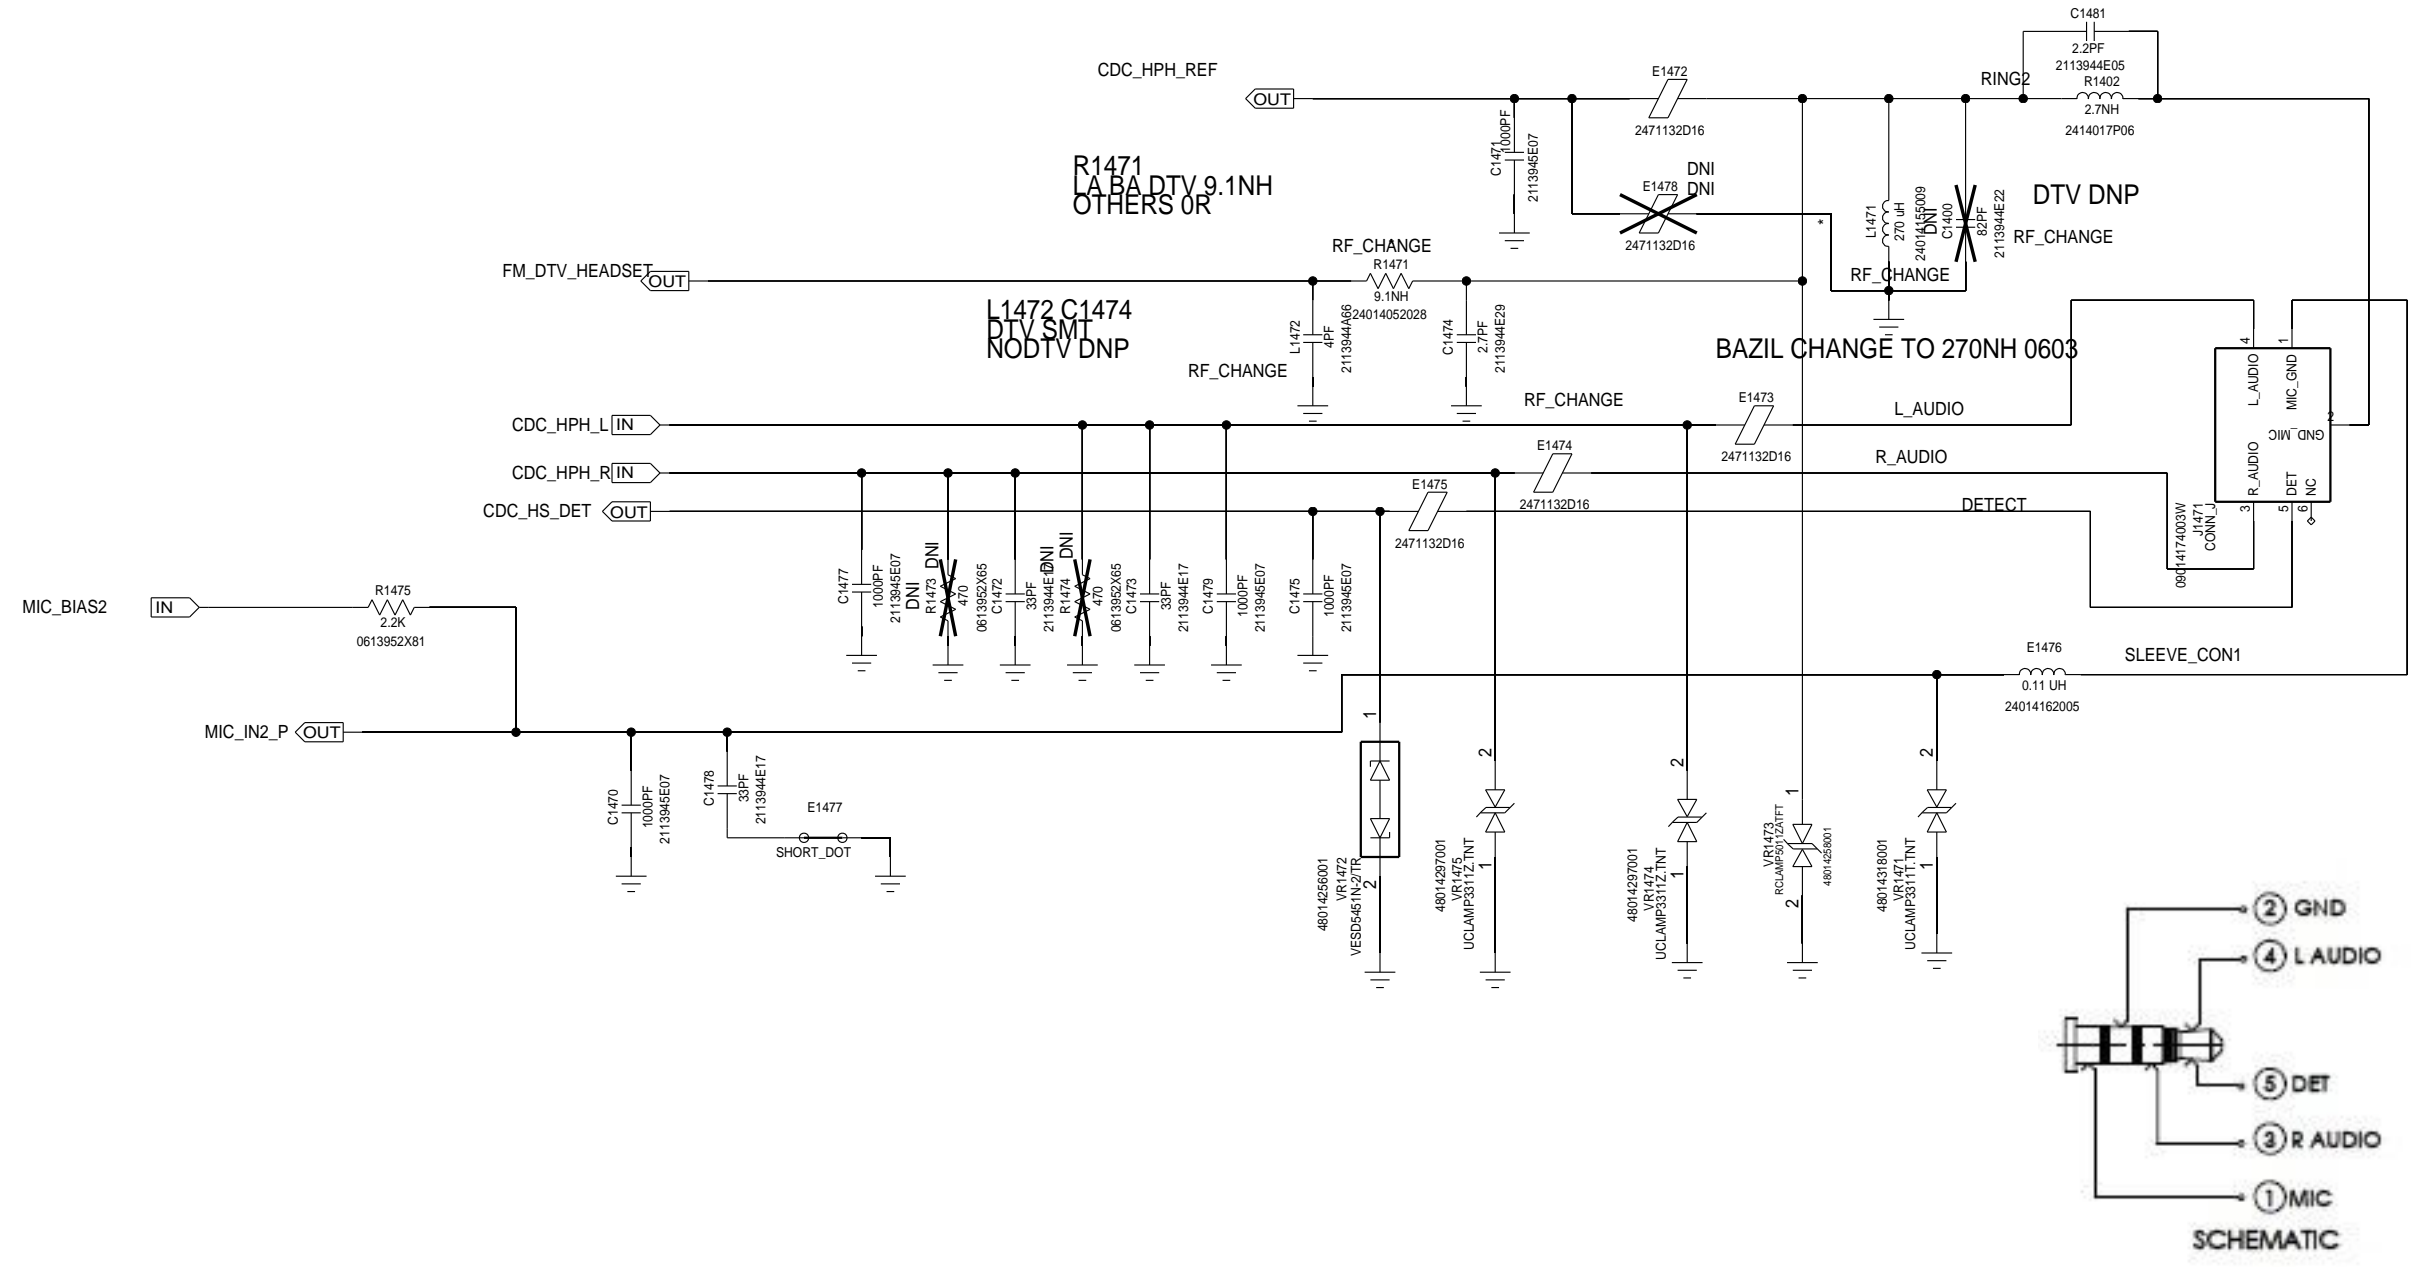 C1481
2.2PF
2113944E05
R1402
2.7NH
2414017P06
RING2
CDC_HPH_REF
OUT
E1472
2471132D16
C1471
1000PF
2113945E07
DNI
DNI
E1478
2471132D16
*
L1471
270 uH
24014155009
DNI
C1400
82PF
2113944E22
DTV DNP
RF_CHANGE
RF_CHANGE
R1471
LA BA DTV 9.1NH
OTHERS 0R
FM_DTV_HEADSET
OUT
RF_CHANGE
R1471
9.1NH
24014052028
L1472 C1474
DTV SMT
NODTV DNP
L1472
4PF
2113944A66
C1474
2.7PF
2113944E29
RF_CHANGE
BAZIL CHANGE TO 270NH 0603
RF_CHANGE
CDC_HPH_L
IN
E1473
2471132D16
L_AUDIO
CDC_HPH_R
IN
E1474
2471132D16
R_AUDIO
CDC_HS_DET
OUT
E1475
2471132D16
DETECT
4
1
L_AUDIO
MIC_GND
2
GND_MIC
R_AUDIO
DET
NC
3
5
6
09014174003W
J1471
CONN_J
C1477
1000PF
2113945E07
DNI
DNI
R1473
470
0613952X65
C1472
33PF
2113944E17
DNI
DNI
R1474
470
0613952X65
C1473
33PF
2113944E17
C1479
1000PF
2113945E07
C1475
1000PF
2113945E07
MIC_BIAS2
IN
R1475
2.2K
0613952X81
E1476
0.11 UH
24014162005
SLEEVE_CON1
MIC_IN2_P
OUT
C1470
1000PF
2113945E07
C1478
33PF
2113944E17
E1477
SHORT_DOT
1
2
48014256001
VR1472
VESD5451N-2/TR
2
1
48014297001
VR1475
UCLAMP3311Z.TNT
2
1
48014297001
VR1474
UCLAMP3311Z.TNT
1
2
VR1473
RCLAMP5011ZATFT
48014258001
2
1
48014318001
VR1471
UCLAMP3311T.TNT
2 GND
4 L AUDIO
5 DET
3 R AUDIO
1 MIC
SCHEMATIC